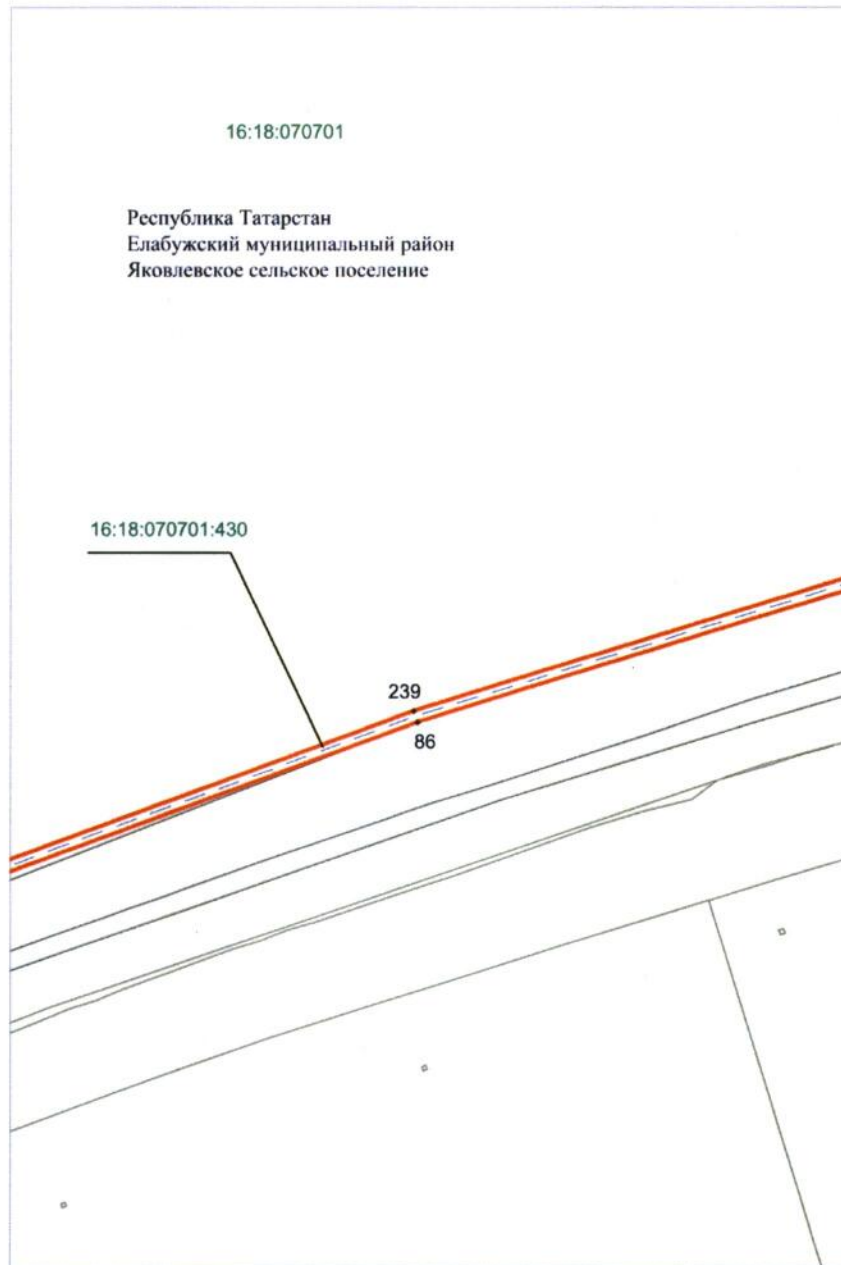 16:18:070701
Республика Татарстан
Елабужский муниципальный район
Яковлевское сельское поселение
16:18:070701:430
239
86